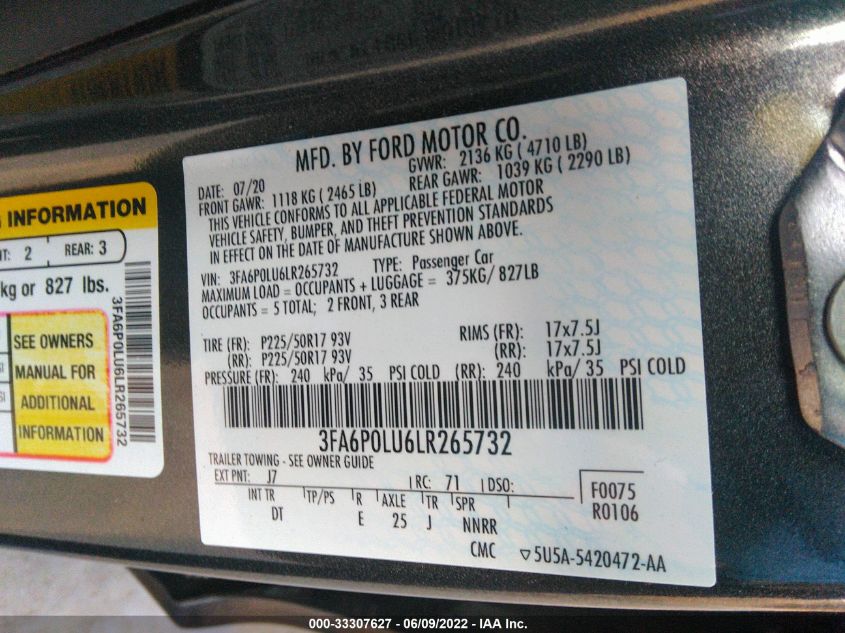 MFD. BY FORD MOTOR CO.
DATE: 07/20 GVWR: 2136 KG ( 4710 LB)
FRONT GAWR: 1118 KG ( 2465 LB) REAR GAWR: 1039 KG ( 2290 LB)
THIS VEHICLE CONFORMS TO ALL APPLICABLE FEDERAL MOTOR
VEHICLE SAFETY, BUMPER, AND THEFT PREVENTION STANDARDS
IN EFFECT ON THE DATE OF MANUFACTURE SHOWN ABOVE.
VIN: 3FA6P0LU6LR265732 TYPE: Passenger Car
MAXIMUM LOAD = OCCUPANTS + LUGGAGE = 375KG/ 827LB
OCCUPANTS = 5 TOTAL; 2 FRONT, 3 REAR
TIRE (FR): P225/50R17 93V RIMS (FR): 17x7.5J
(RR): P225/50R17 93V (RR): 17x7.5J
PRESSURE (FR): 240 kPa/ 35 PSI COLD (RR): 240 kPa/ 35 PSI COLD
3FA6P0LU6LR265732
TRAILER TOWING - SEE OWNER GUIDE
EXT PNT: J7 RC: 71 DSO:
INT TR TP/PS R AXLE TR SPR
DT E 25 J NNRR
F0075
R0106
CMC ▽5U5A-5420472-AA
INFORMATION
2 REAR: 3
kg or 827 lbs.
SEE OWNERS
MANUAL FOR
ADDITIONAL
INFORMATION
3FA6P0LU6LR265732
000-33307627 - 06/09/2022 - IAA Inc.